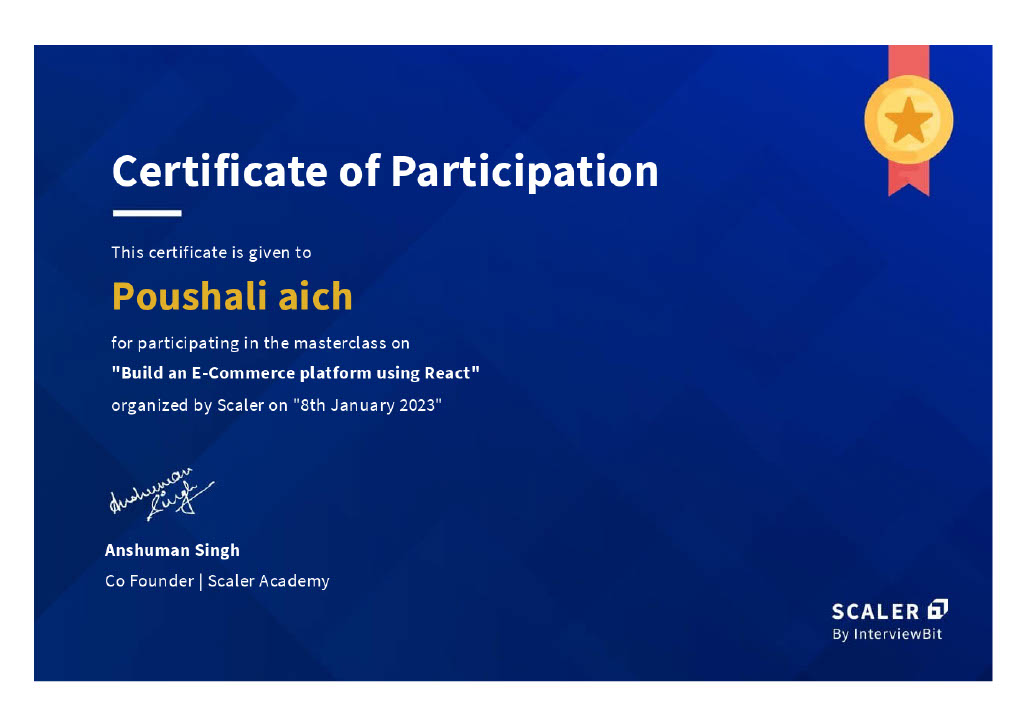 Certificate of Participation
This certificate is given to
Poushali aich
for participating in the masterclass on
"Build an E-Commerce platform using React"
organized by Scaler on "8th January 2023"
Anshuman
Singh
Anshuman Singh
Co Founder | Scaler Academy
SCALER
By InterviewBit